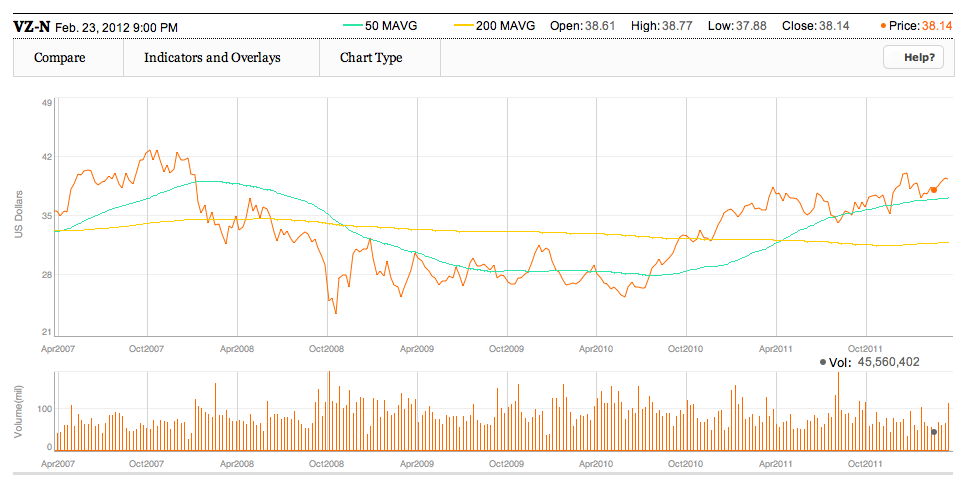 VZ-N Feb. 23, 2012 9:00 PM 50 MAVG 200 MAVG Open: 38.61 High: 38.77 Low: 37.88 Close: 38.14 Price: 38.14
Compare Indicators and Overlays Chart Type Help?
US Dollars
49
42
35
28
21
Apr2007 Oct2007 Apr2008 Oct2008 Apr2009 Oct2009 Apr2010 Oct2010 Apr2011 Oct2011
Vol: 45,560,402
Volume(mil)
100
0
Apr2007 Oct2007 Apr2008 Oct2008 Apr2009 Oct2009 Apr2010 Oct2010 Apr2011 Oct2011